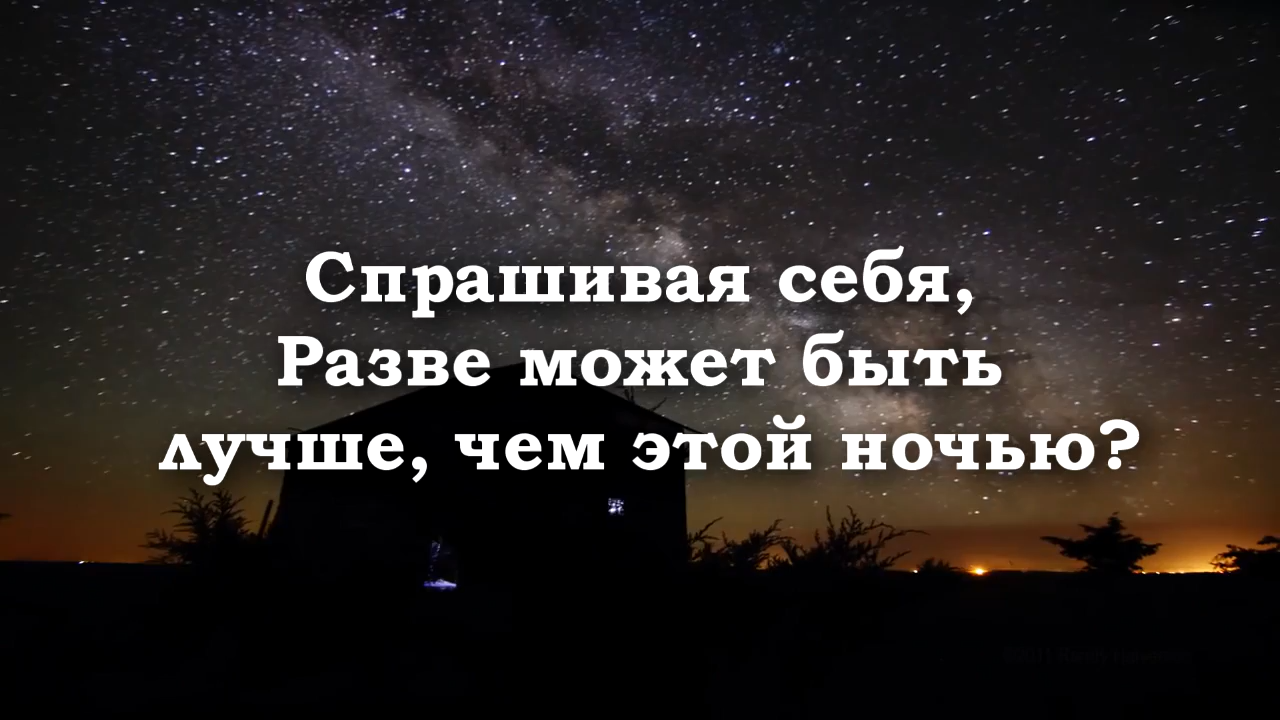 Спрашивая себя,
Разве может быть
лучше, чем этой ночью?